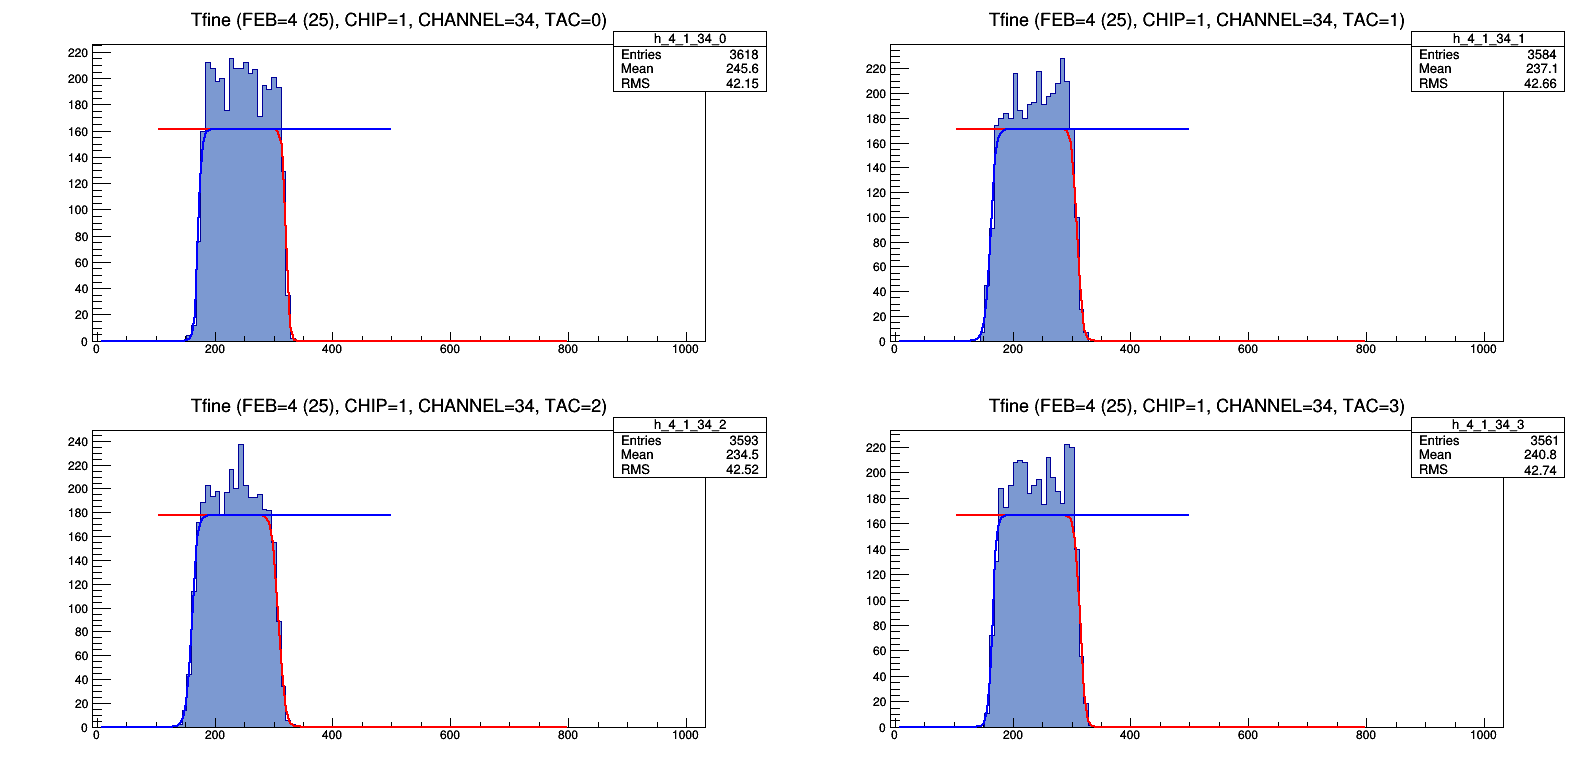 Tfine (FEB=4 (25), CHIP=1, CHANNEL=34, TAC=0)
h_4_1_34_0
Entries 3618
Mean 245.6
RMS 42.15
220
200
180
160
140
120
100
80
60
40
20
0
0 200 400 600 800 1000
Tfine (FEB=4 (25), CHIP=1, CHANNEL=34, TAC=1)
h_4_1_34_1
Entries 3584
Mean 237.1
RMS 42.66
220
200
180
160
140
120
100
80
60
40
20
0
0 200 400 600 800 1000
Tfine (FEB=4 (25), CHIP=1, CHANNEL=34, TAC=2)
h_4_1_34_2
Entries 3593
Mean 234.5
RMS 42.52
240
220
200
180
160
140
120
100
80
60
40
20
0
0 200 400 600 800 1000
Tfine (FEB=4 (25), CHIP=1, CHANNEL=34, TAC=3)
h_4_1_34_3
Entries 3561
Mean 240.8
RMS 42.74
220
200
180
160
140
120
100
80
60
40
20
0
0 200 400 600 800 1000